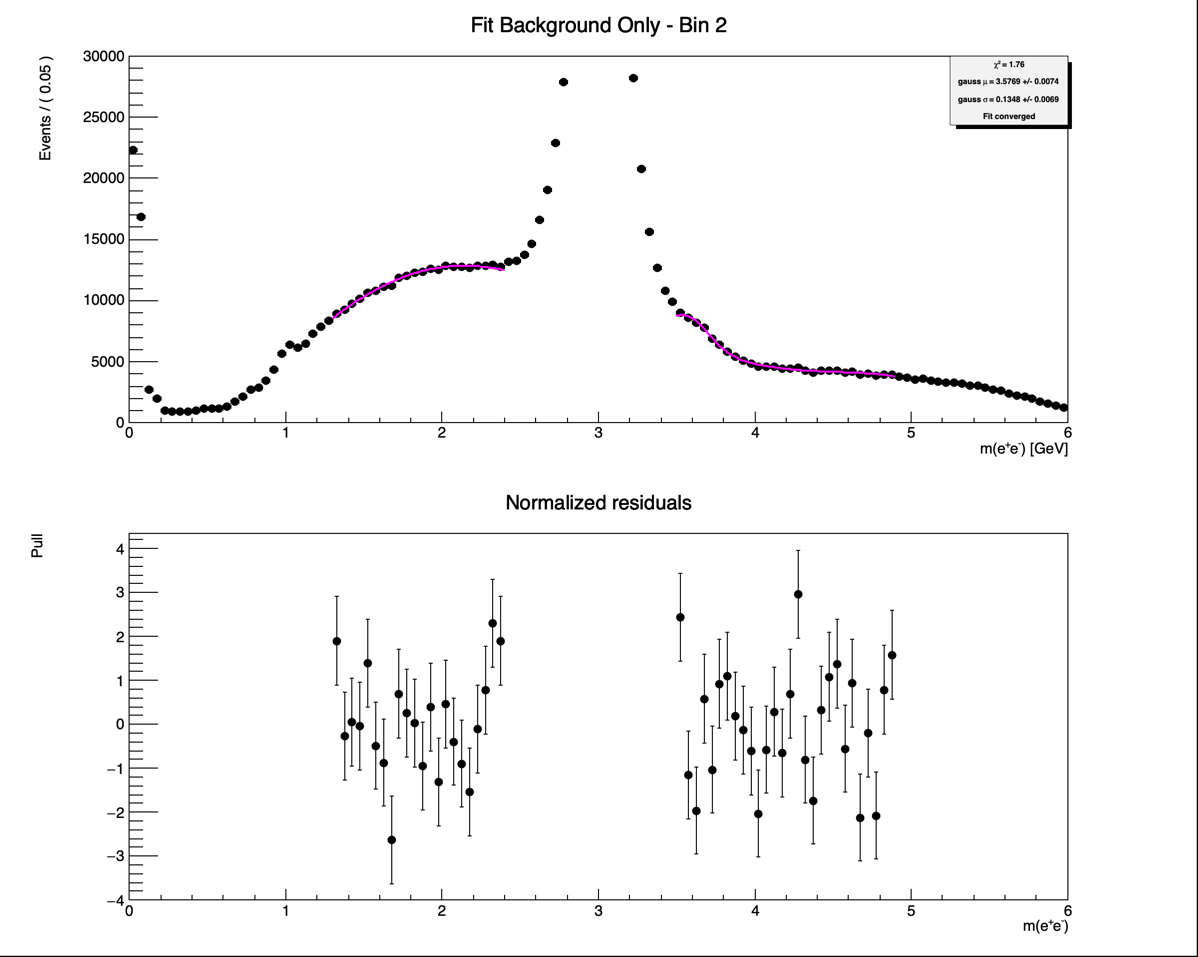 Fit Background Only - Bin 2
Events / ( 0.05 )
30000
25000
20000
15000
10000
5000
0
χ² = 1.76
gauss μ = 3.5769 +/- 0.0074
gauss σ = 0.1348 +/- 0.0069
Fit converged
0 1 2 3 4 5 6
m(e⁺e⁻) [GeV]
Normalized residuals
Pull
4
3
2
1
0
−1
−2
−3
−4
0 1 2 3 4 5 6
m(e⁺e⁻)